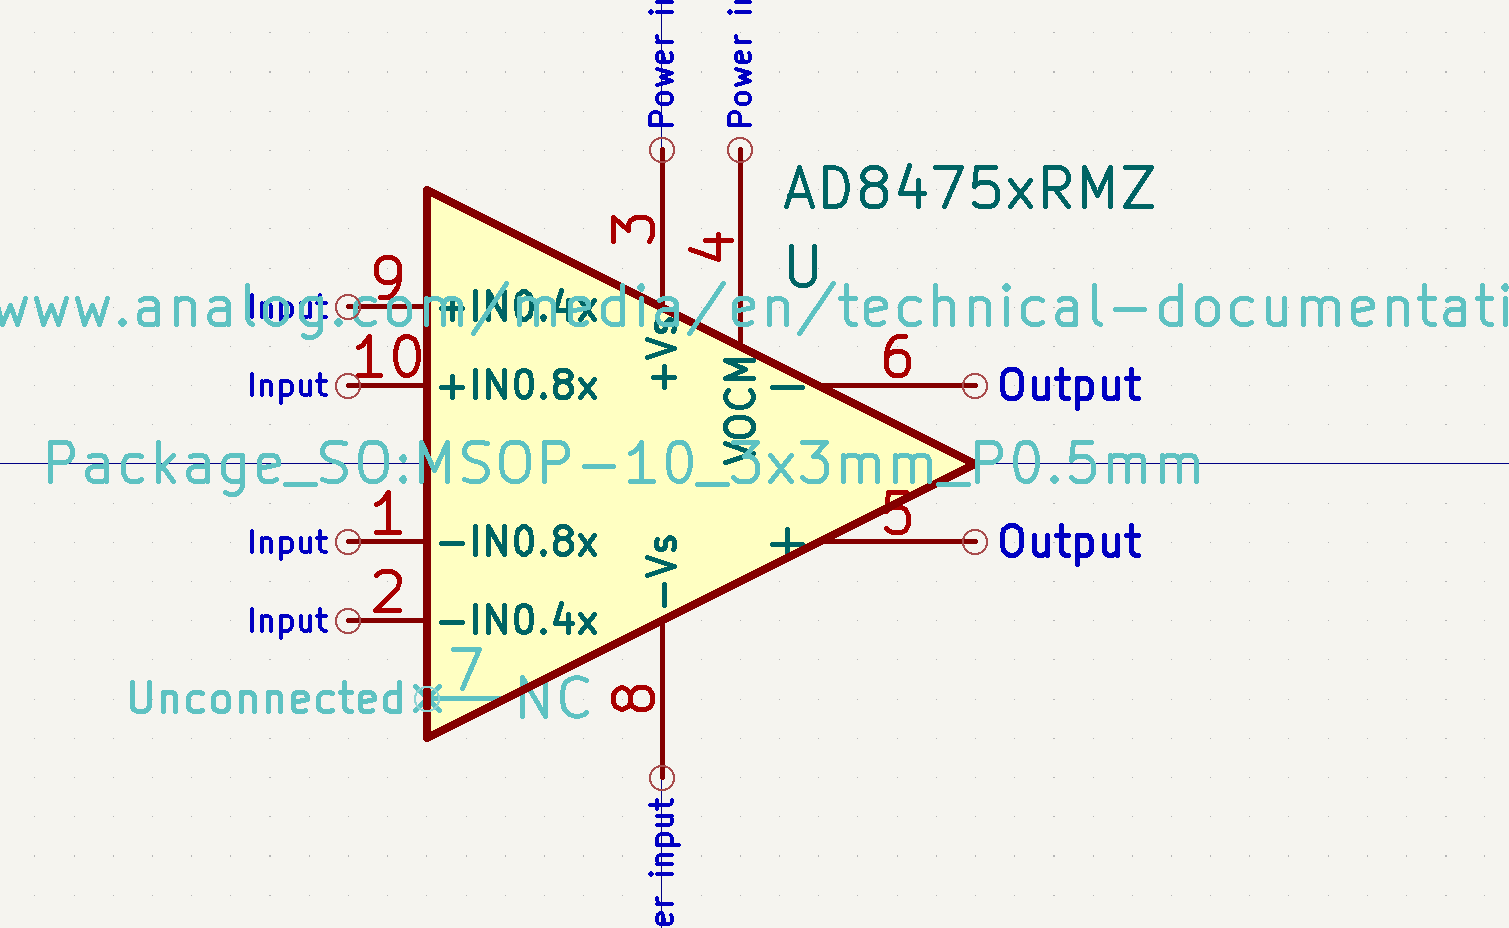 Power in
Power in
AD8475xRMZ
U
3
4
9
Input
+IN0.4x
www.analog.com/media/en/technical-documentati
+Vs
10
Input
+IN0.8x
VOCM
−
6
Output
Package_SO:MSOP-10_3x3mm_P0.5mm
1
Input
-IN0.8x
-Vs
+
5
Output
2
Input
-IN0.4x
7
Unconnected
NC
8
er input